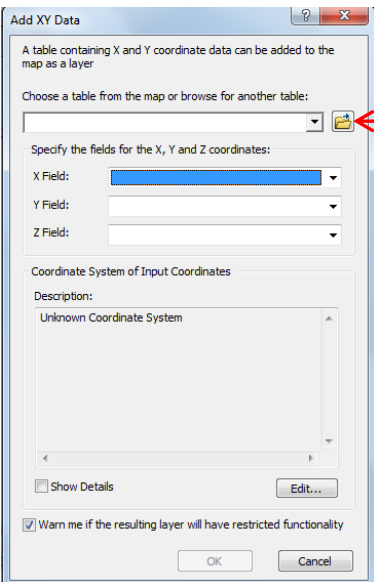 Add XY Data
A table containing X and Y coordinate data can be added to the
map as a layer
Choose a table from the map or browse for another table:
Specify the fields for the X, Y and Z coordinates:
X Field:
Y Field:
Z Field:
Coordinate System of Input Coordinates
Description:
Unknown Coordinate System
Show Details
Edit...
Warn me if the resulting layer will have restricted functionality
OK
Cancel